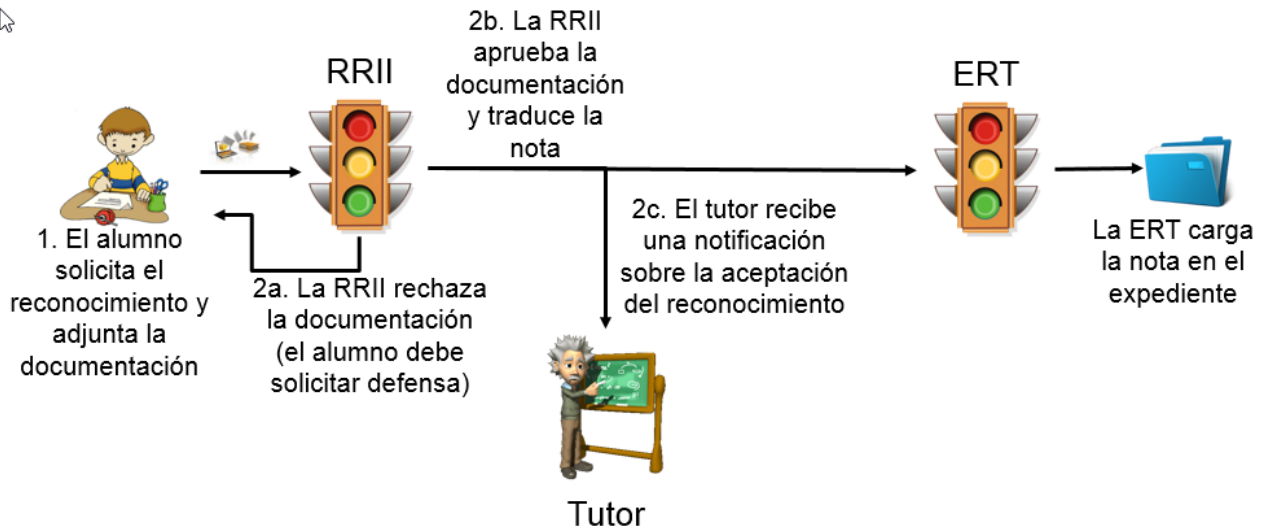 RRII
2b. La RRII
aprueba la
documentación
y traduce la
nota
ERT
1. El alumno
solicita el
reconocimiento y
adjunta la
documentación
2a. La RRII rechaza
la documentación
(el alumno debe
solicitar defensa)
2c. El tutor recibe
una notificación
sobre la aceptación
del reconocimiento
La ERT carga
la nota en el
expediente
Tutor